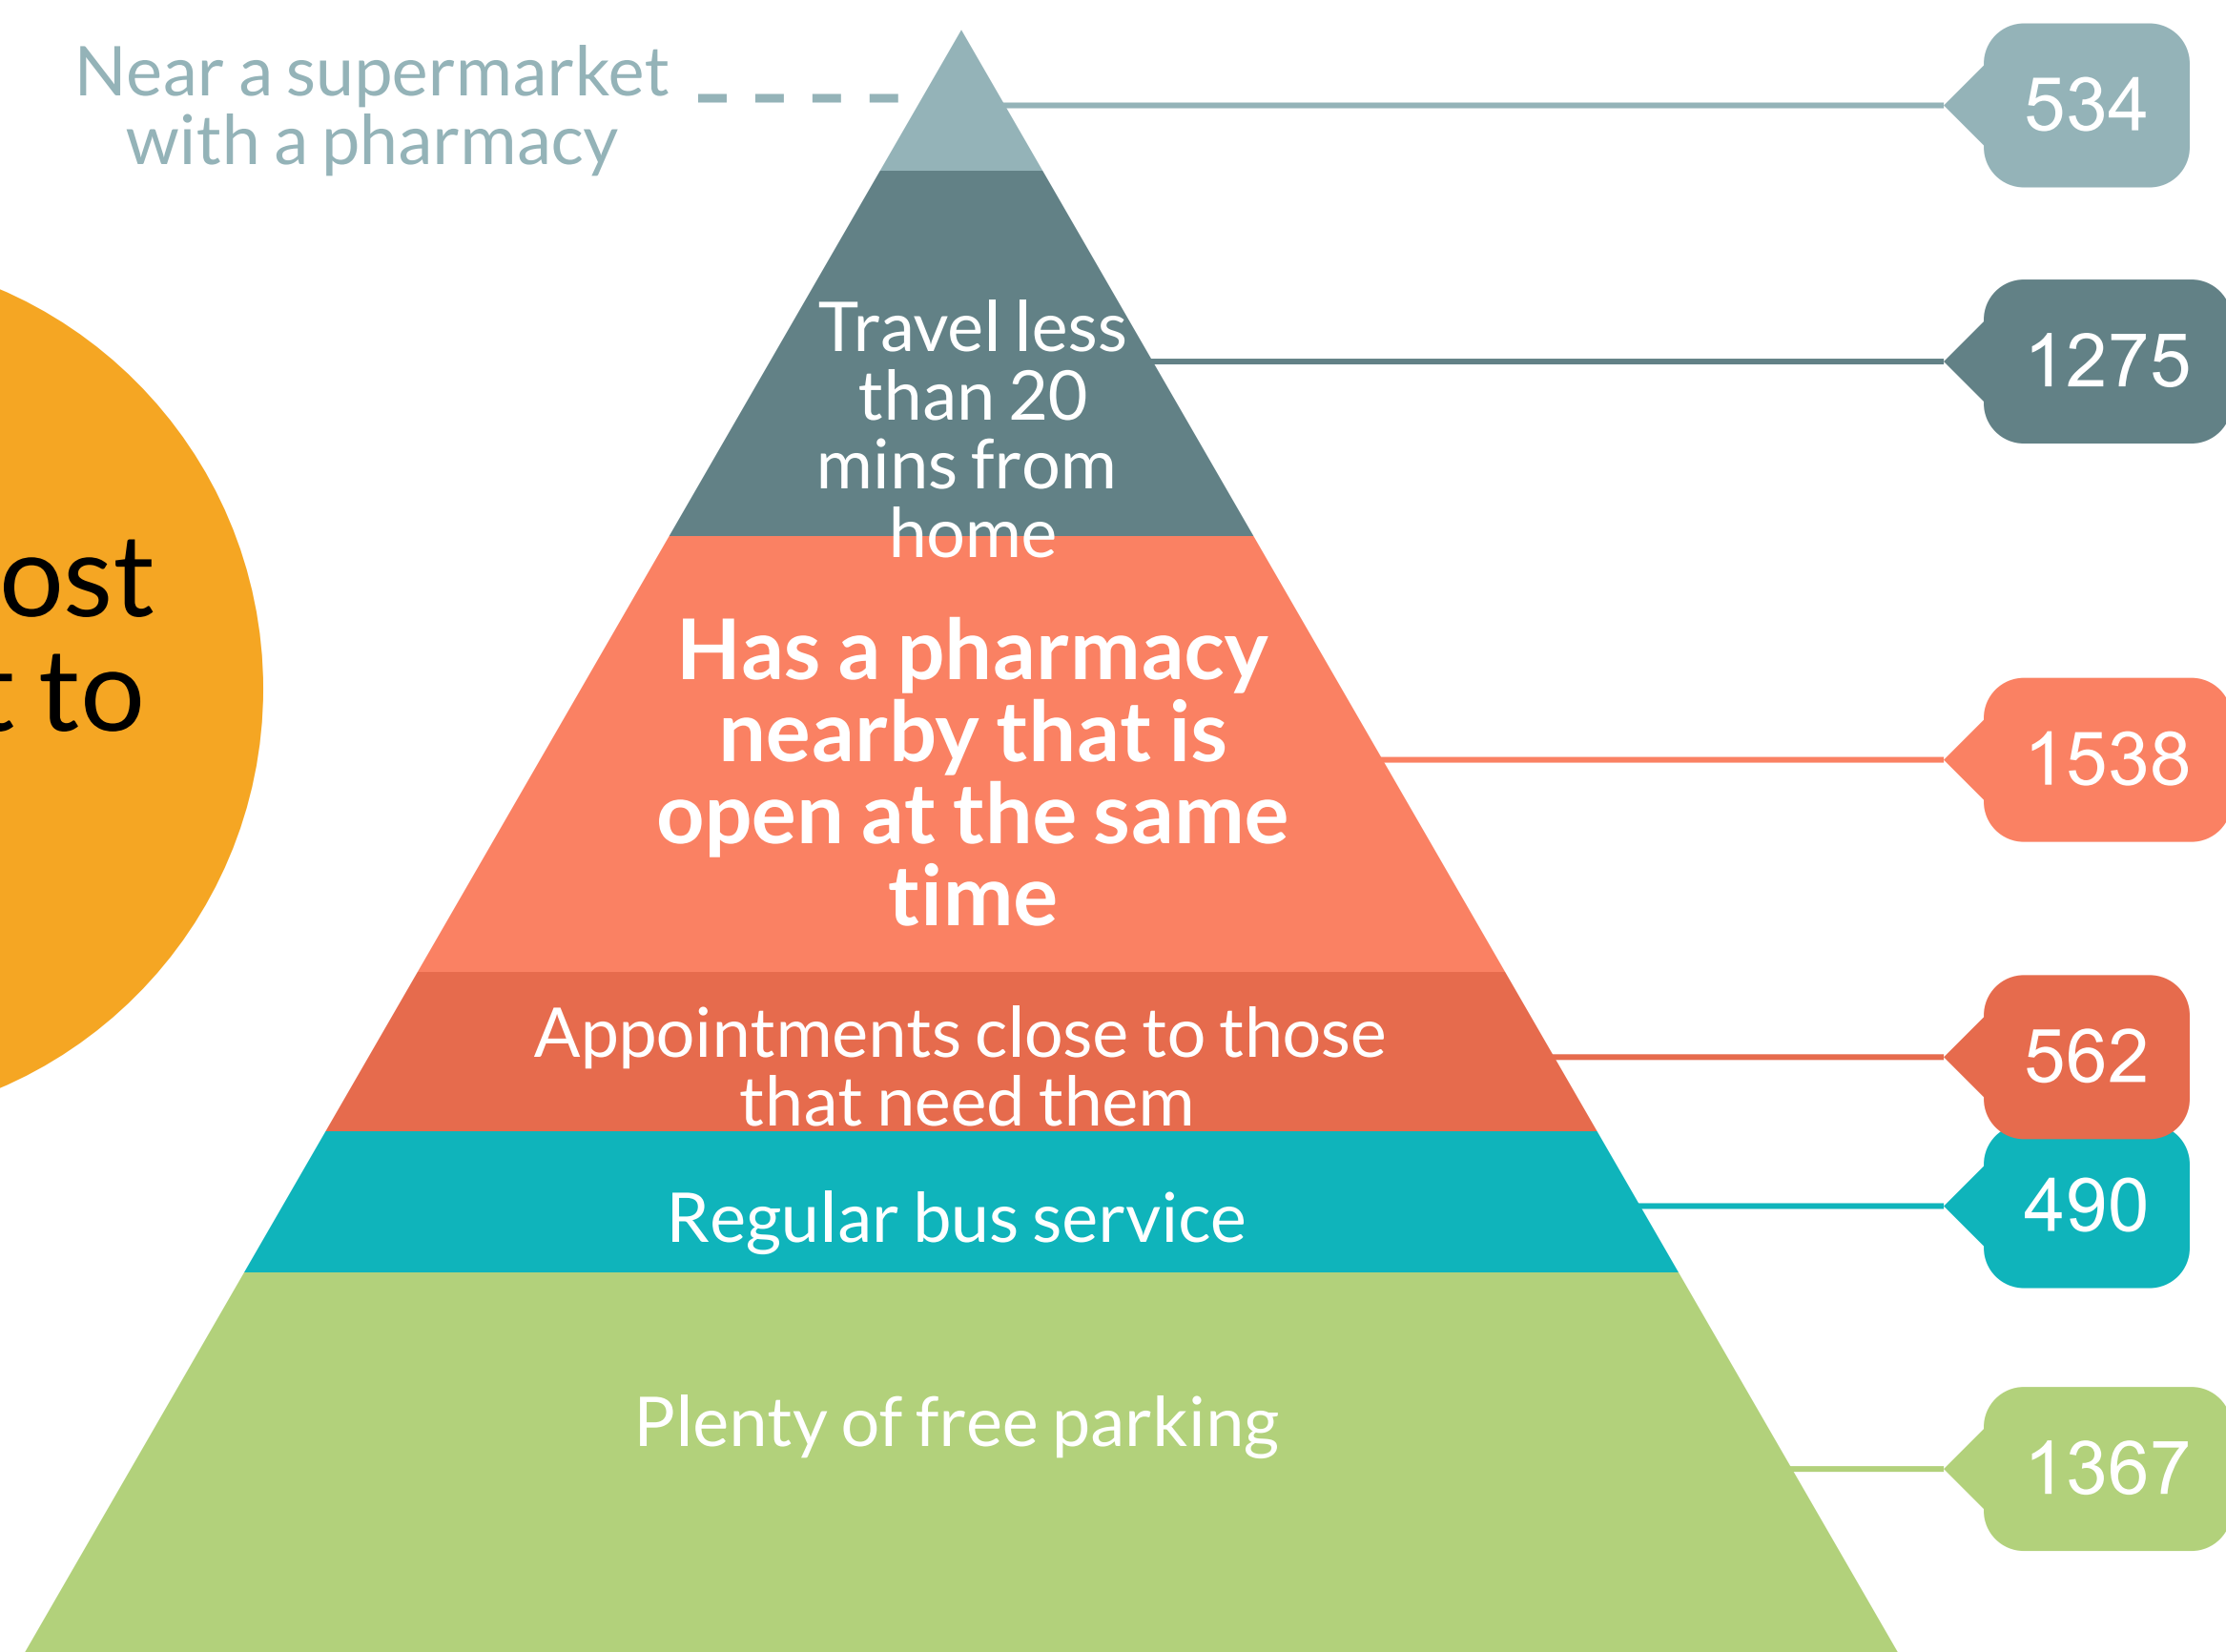 Near a supermarket
with a pharmacy
534
Travel less
than 20
mins from
home
1275
ost
to
Has a pharmacy
nearby that is
open at the same
time
1538
Appointments close to those
that need them
562
Regular bus service
490
Plenty of free parking
1367